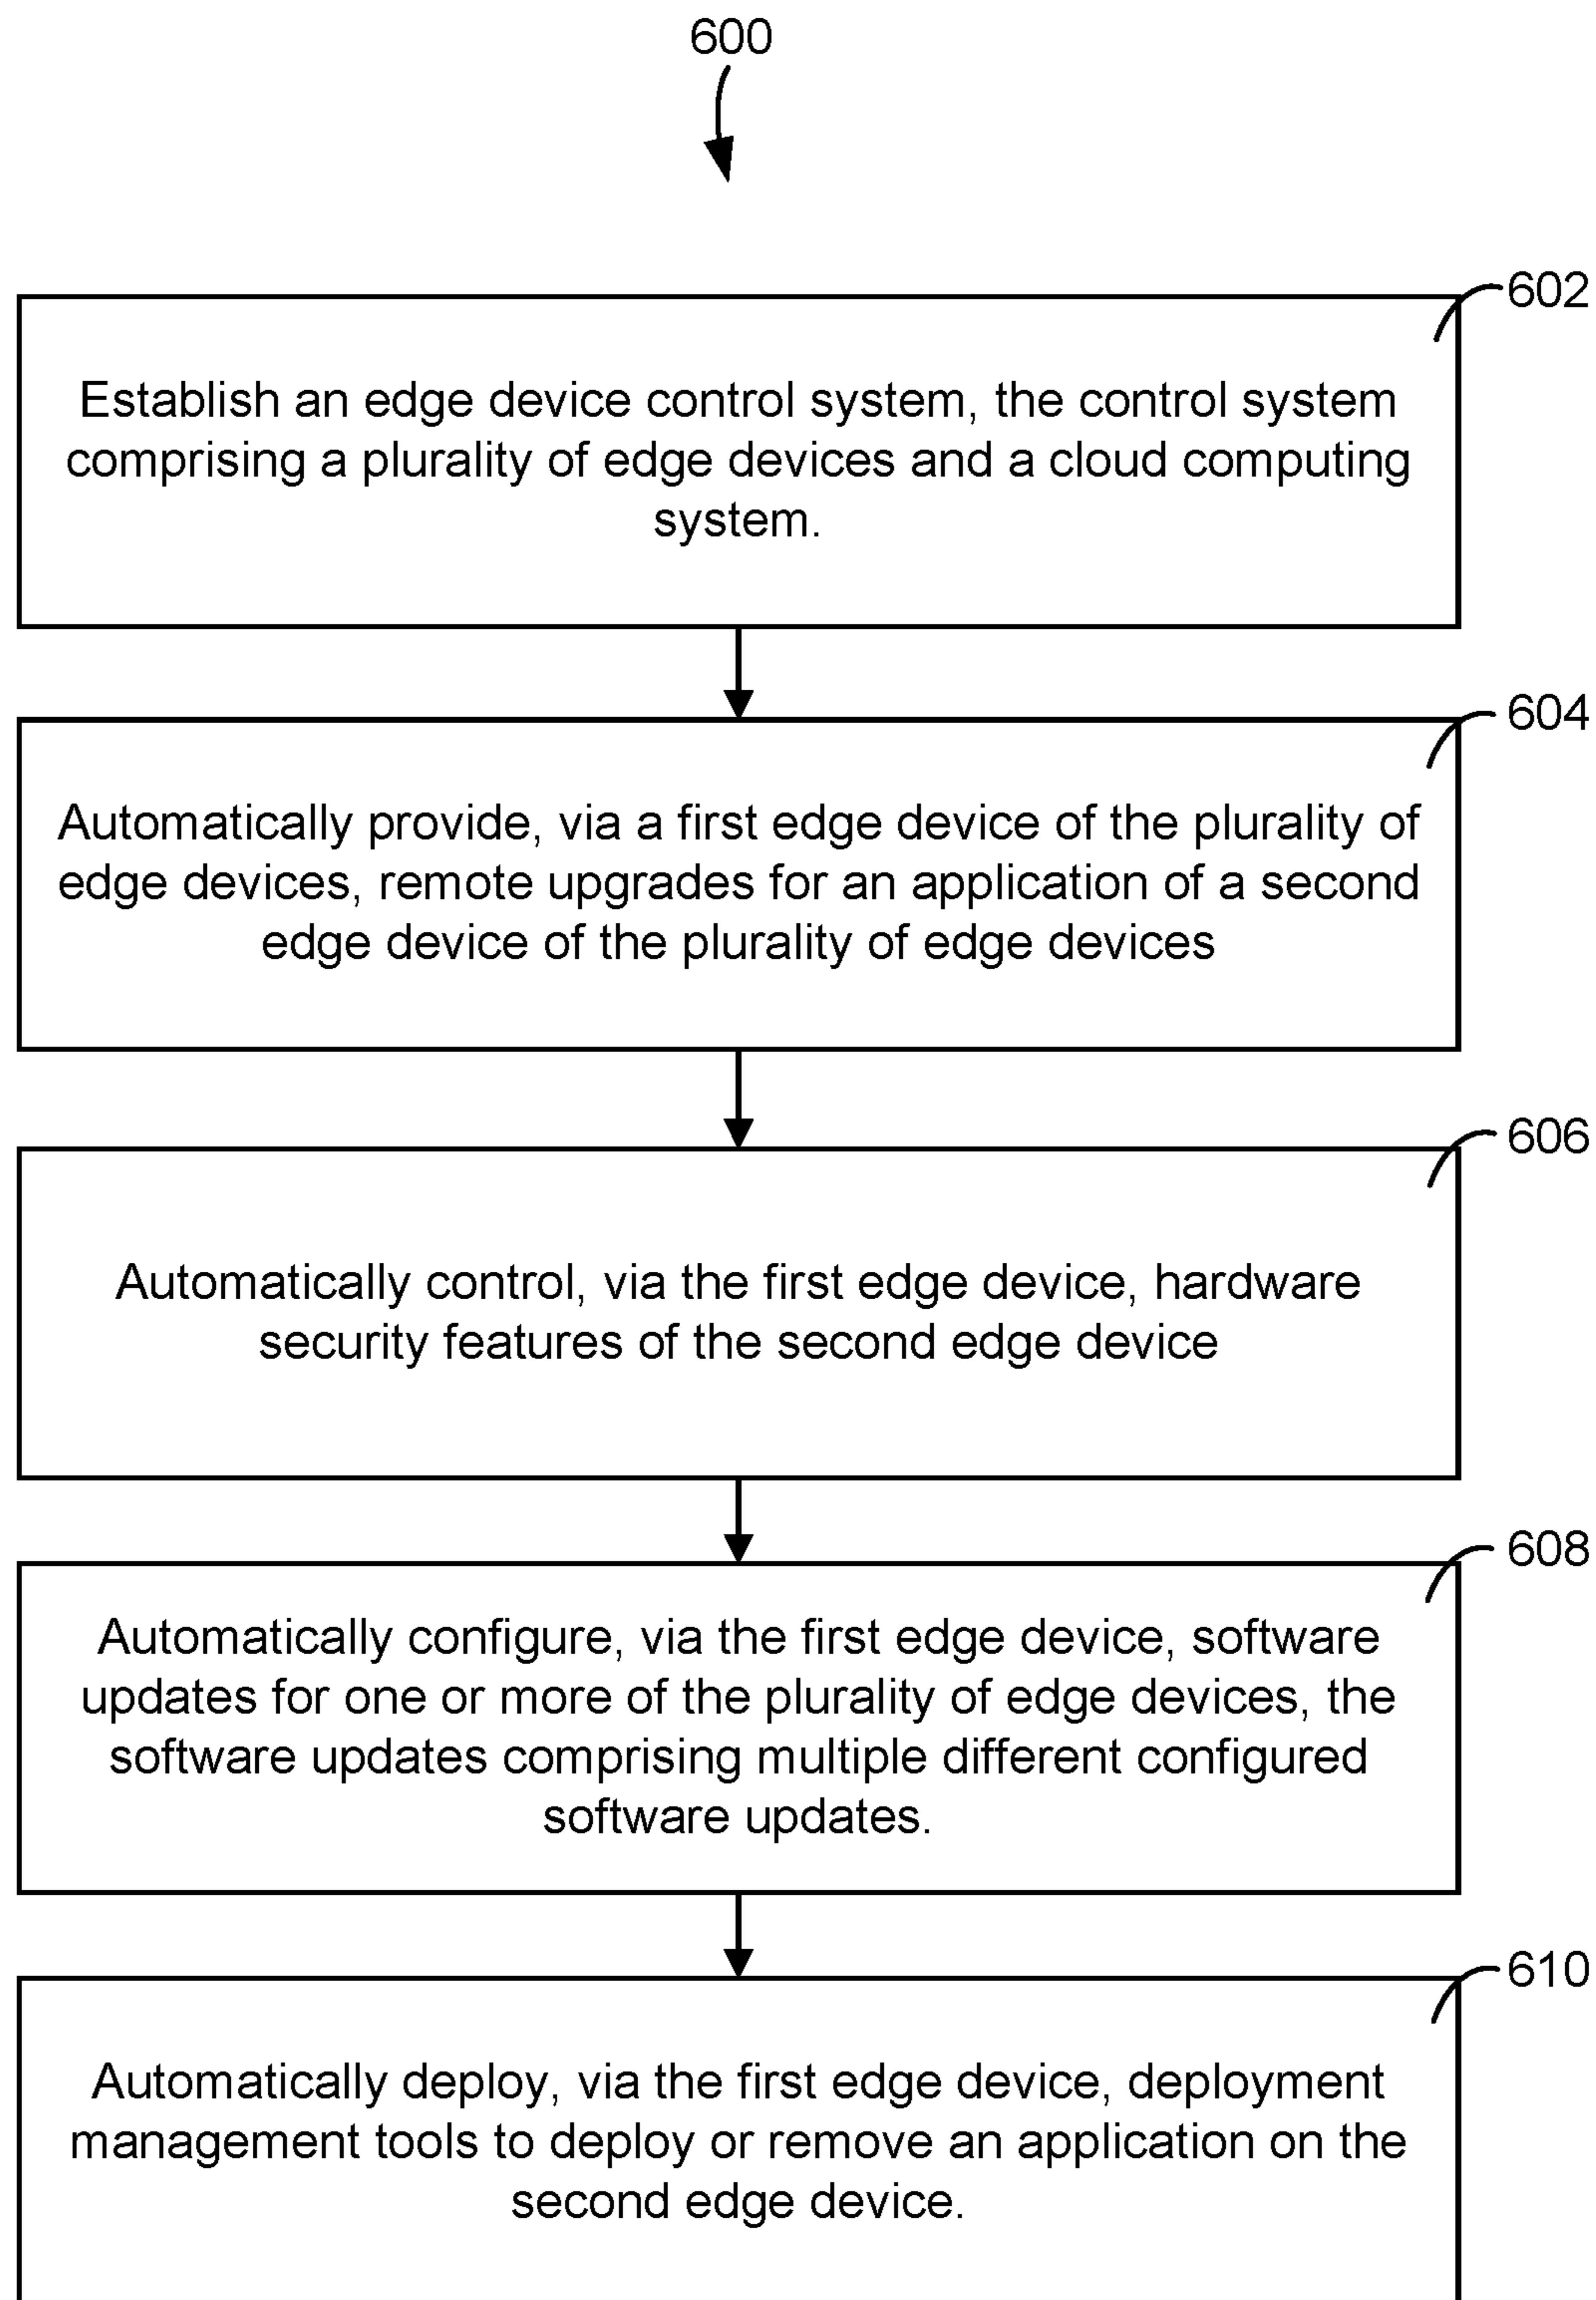 600
602
Establish an edge device control system, the control system
comprising a plurality of edge devices and a cloud computing
system.
604
Automatically provide, via a first edge device of the plurality of
edge devices, remote upgrades for an application of a second
edge device of the plurality of edge devices
606
Automatically control, via the first edge device, hardware
security features of the second edge device
608
Automatically configure, via the first edge device, software
updates for one or more of the plurality of edge devices, the
software updates comprising multiple different configured
software updates.
610
Automatically deploy, via the first edge device, deployment
management tools to deploy or remove an application on the
second edge device.